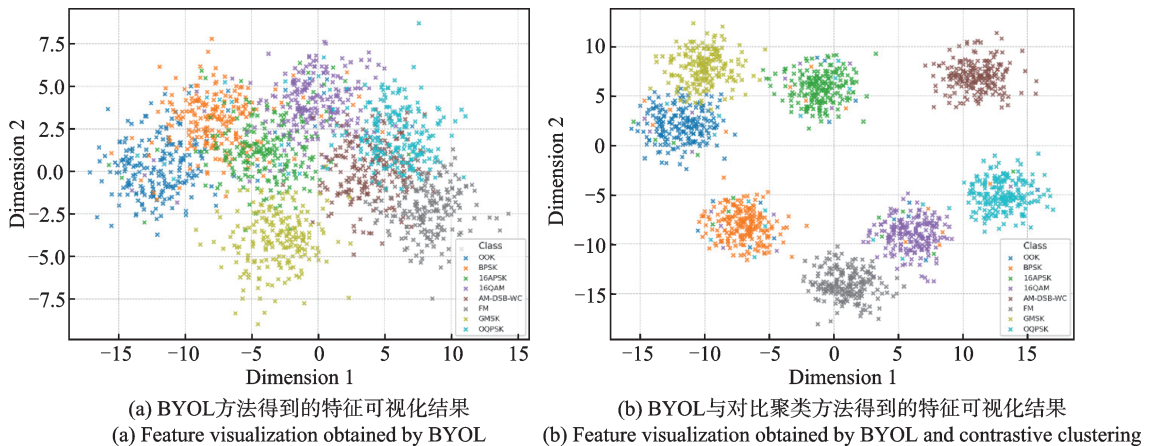 7.5
5.0
2.5
0.0
−2.5
−5.0
−7.5
Dimension 2
−15
−10
−5
0
5
10
15
Dimension 1
Class
OOK
BPSK
16APSK
16QAM
AM-DSB-WC
FM
GMSK
OQPSK
(a) BYOL方法得到的特征可视化结果
(a) Feature visualization obtained by BYOL
10
5
0
−5
−10
−15
Dimension 2
−15
−10
−5
0
5
10
15
Dimension 1
Class
OOK
BPSK
16APSK
16QAM
AM-DSB-WC
FM
GMSK
OQPSK
(b) BYOL与对比聚类方法得到的特征可视化结果
(b) Feature visualization obtained by BYOL and contrastive clustering